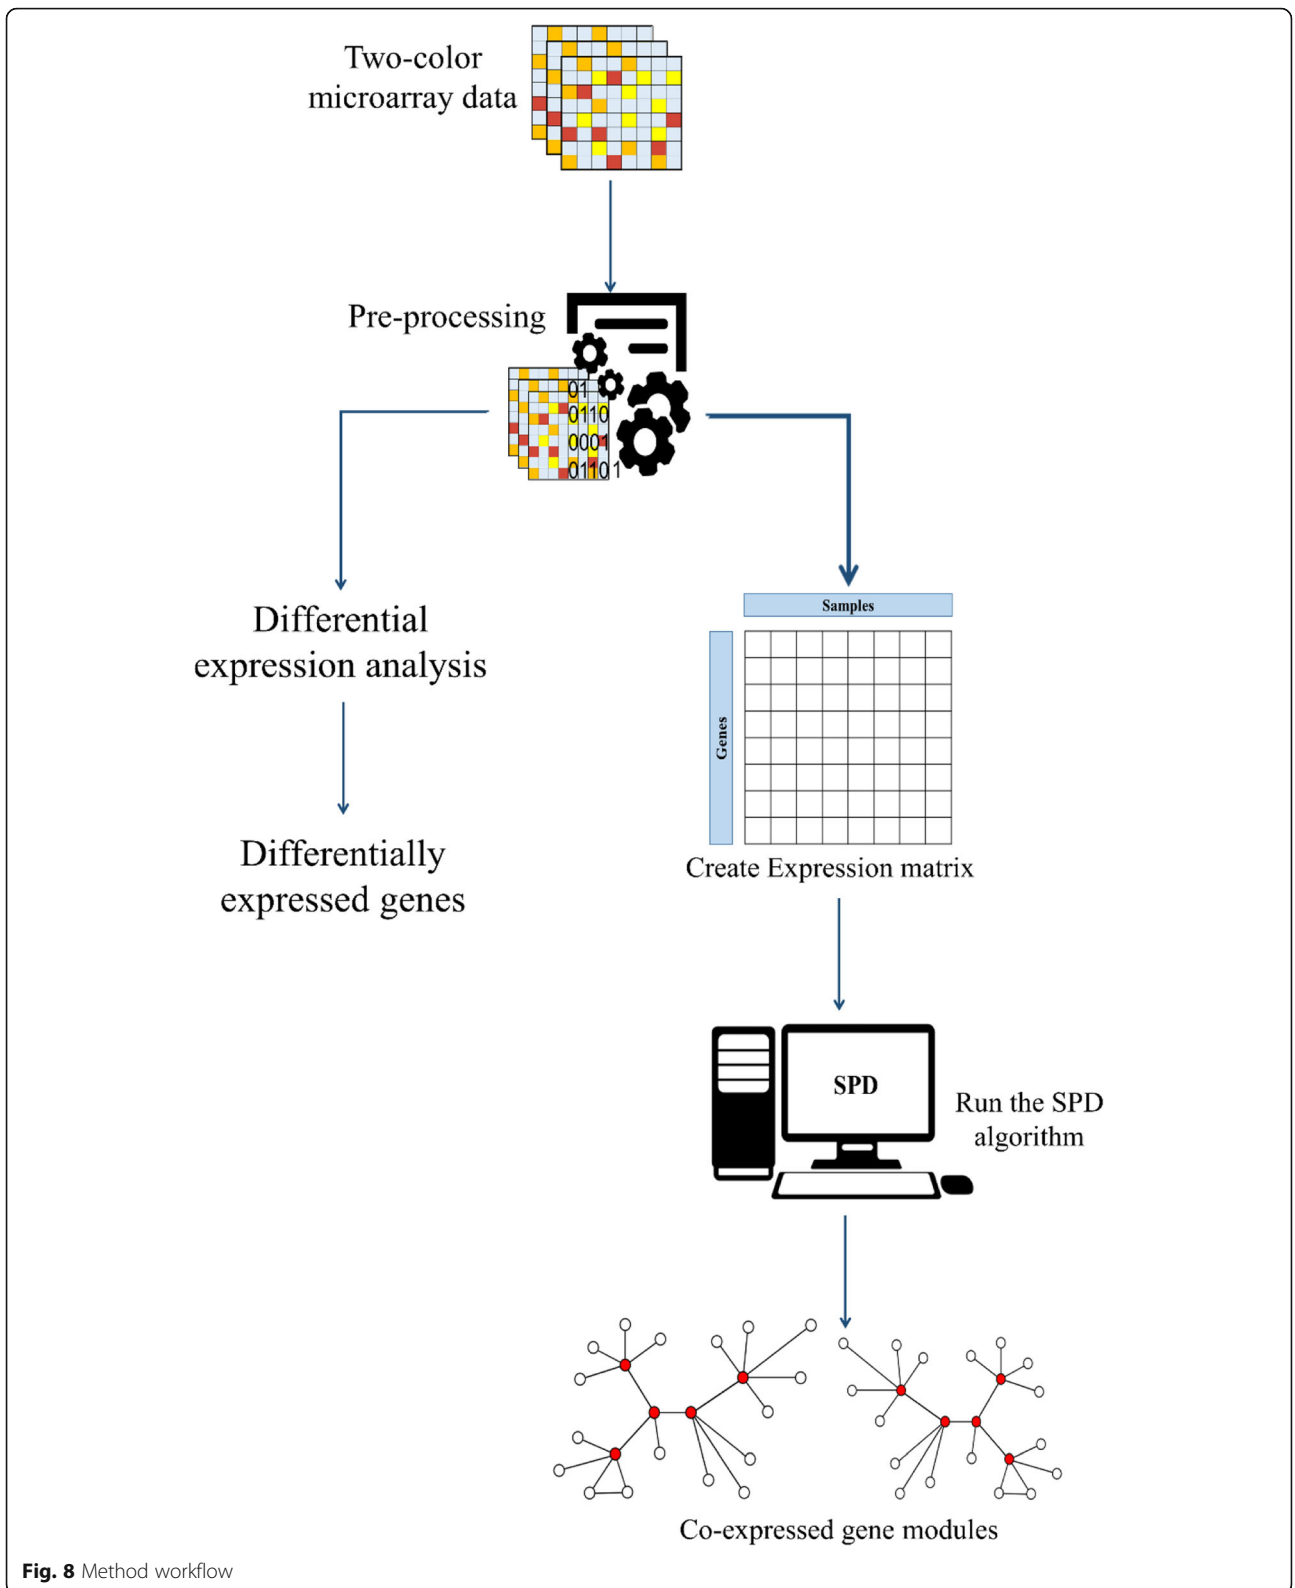 Two-color
microarray data
Pre-processing
01
0110
0001
01101
Differential
expression analysis
Samples
Genes
Differentially
expressed genes
Create Expression matrix
SPD
Run the SPD
algorithm
Co-expressed gene modules
Fig. 8 Method workflow